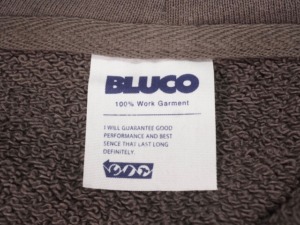 BLUCO
100% Work Garment
I WILL GUARANTEE GOOD
PERFORMANCE AND BEST
SENCE THAT LAST LONG
DEFINITELY.